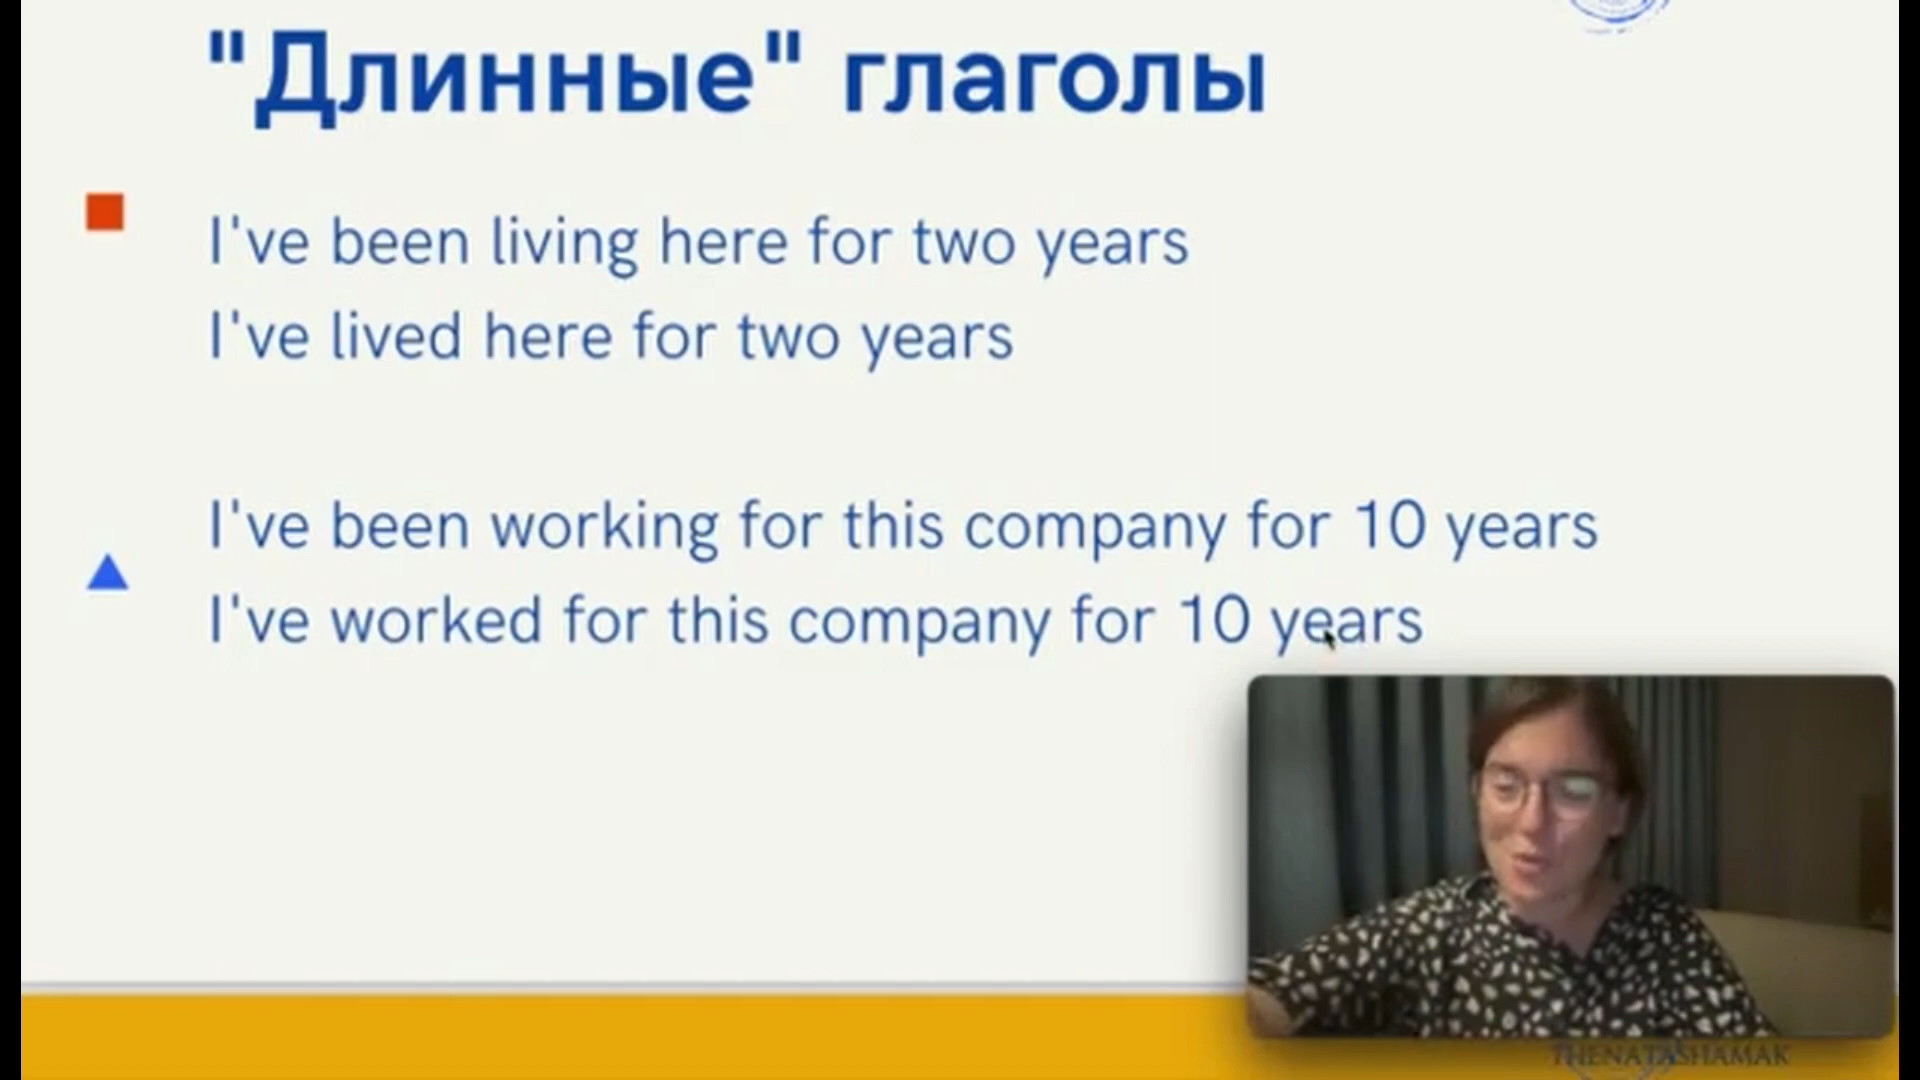 "Длинные" глаголы
I've been living here for two years
I've lived here for two years
I've been working for this company for 10 years
I've worked for this company for 10 years
THENATASHAMAK